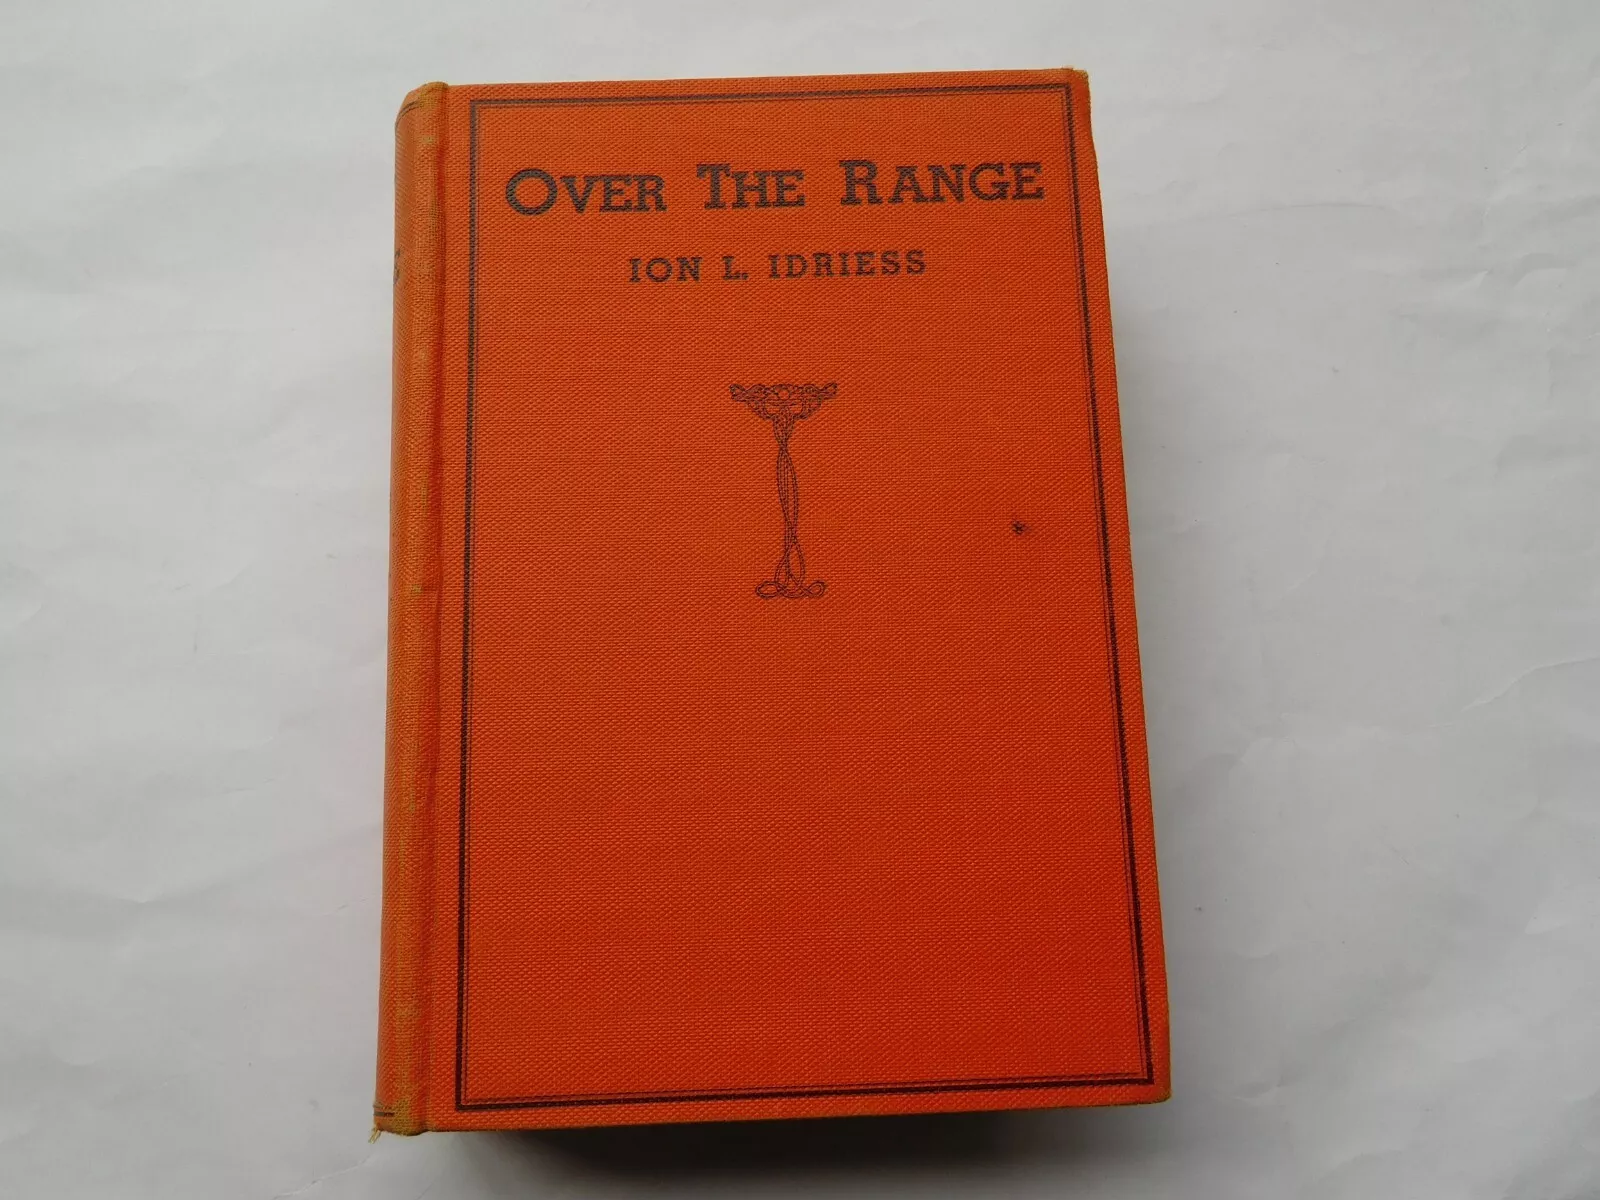 OVER THE RANGE
ION L. IDRIESS